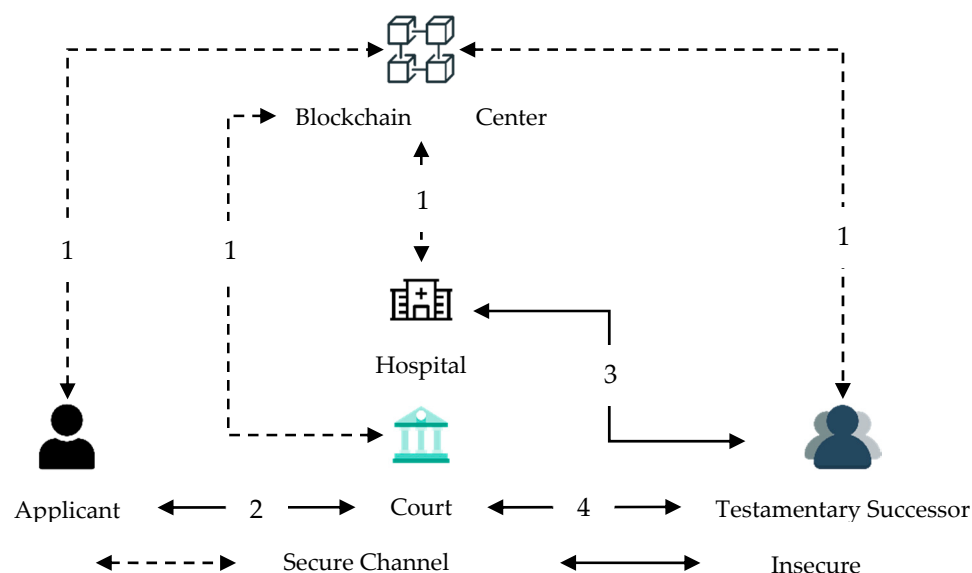 Blockchain Center
1
1 1 1
Hospital
3
Applicant 2 Court 4 Testamentary Successor
Secure Channel Insecure